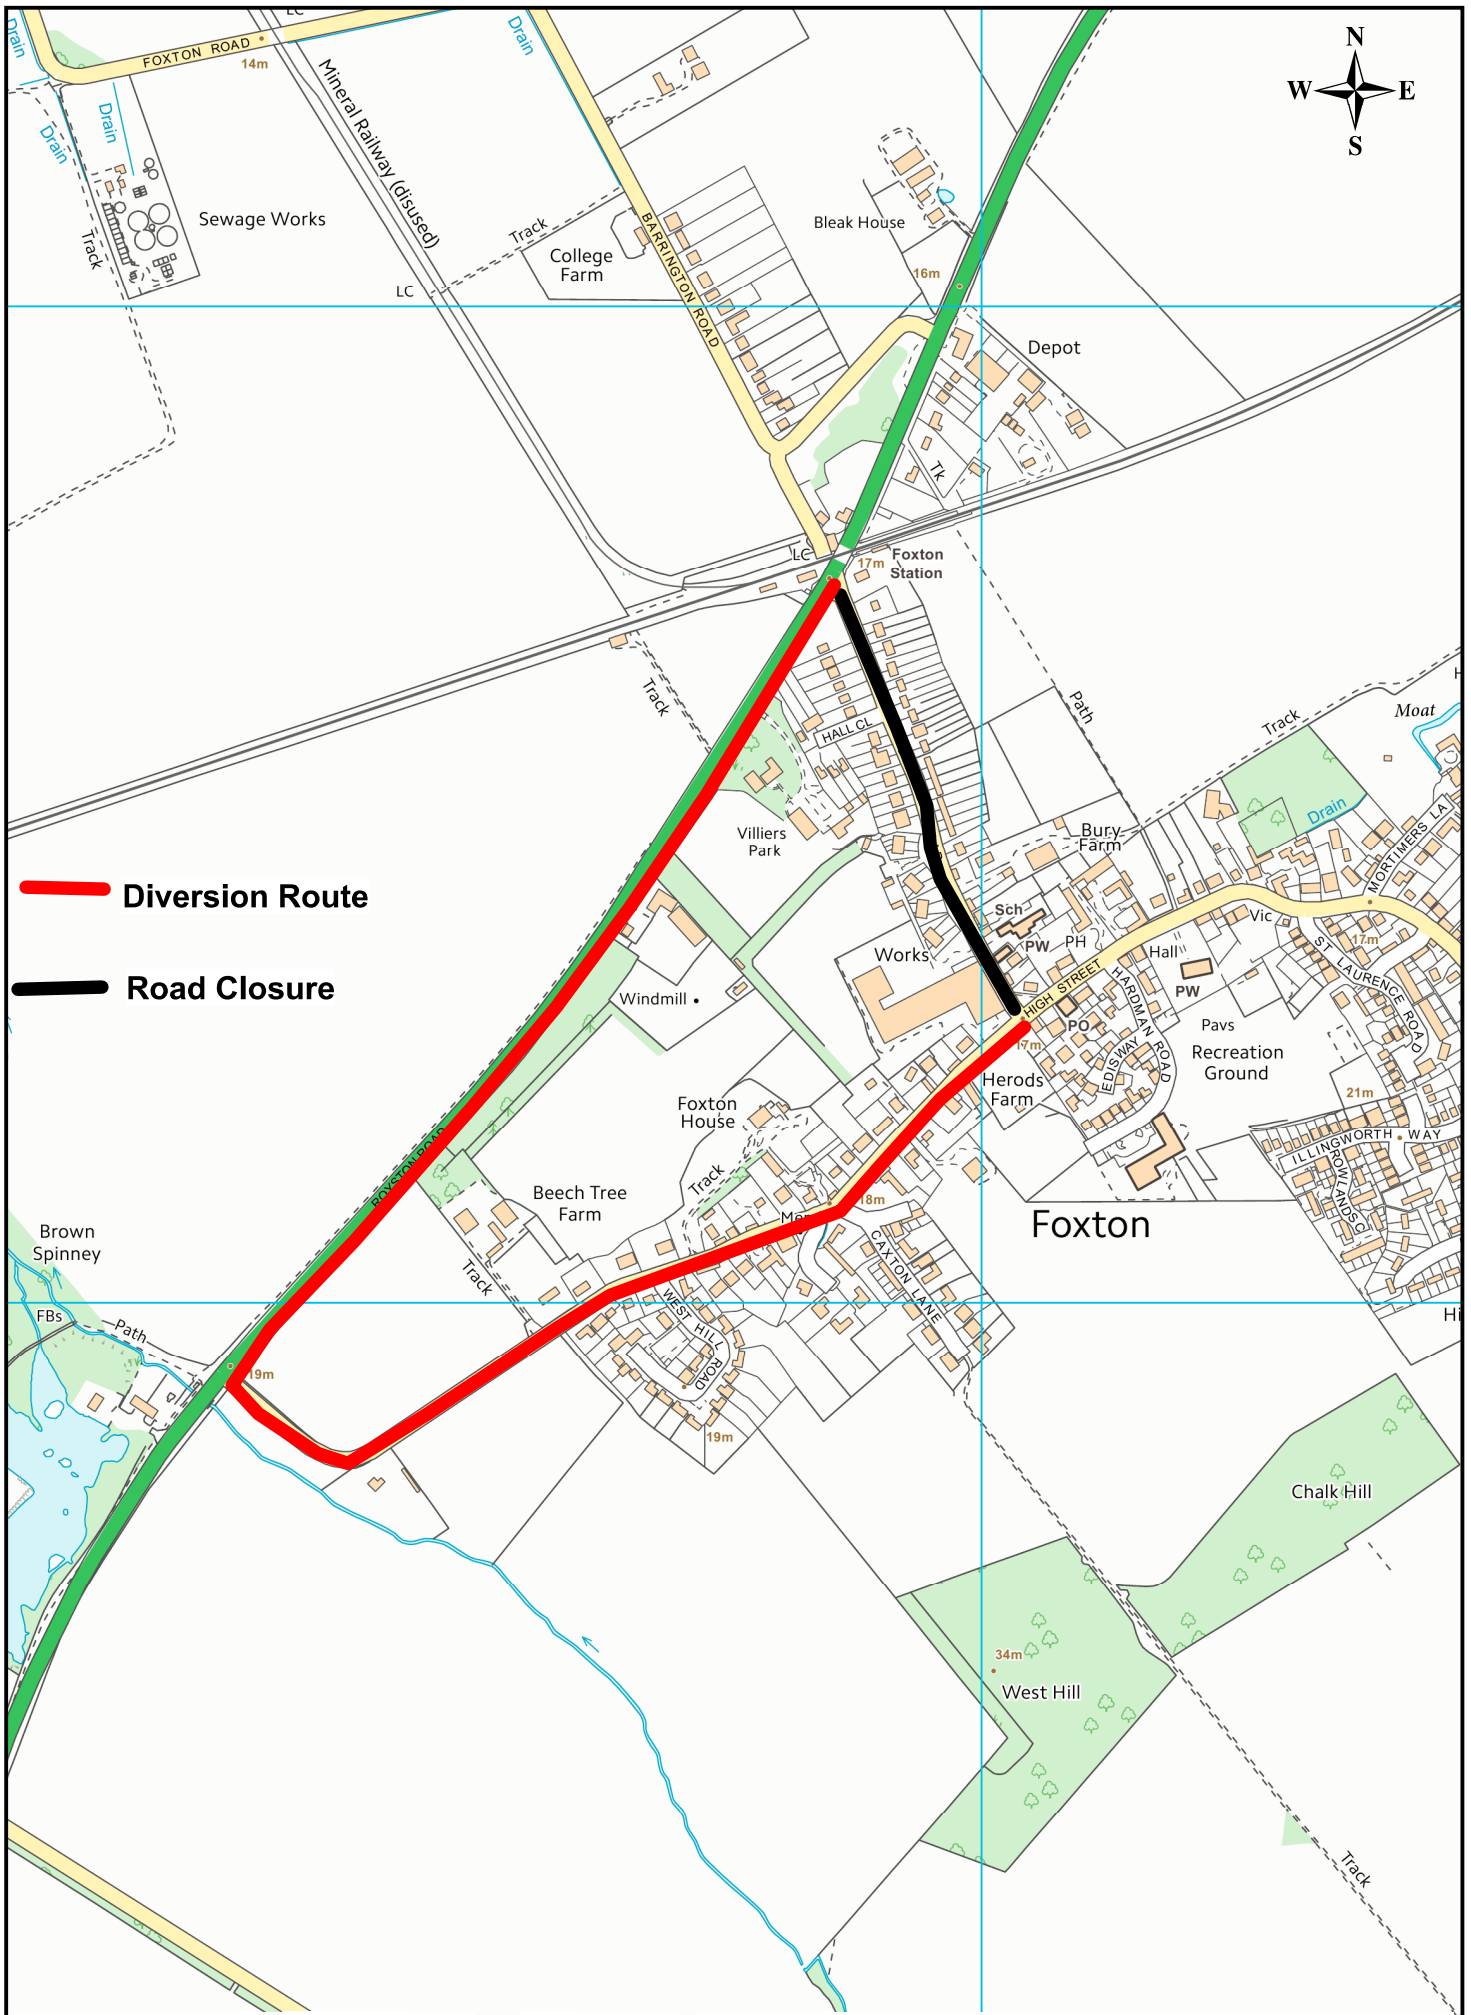 LC
Drain
Drain
FOXTON ROAD
14m
N
W
E
S
Mineral Railway (disused)
Drain
Drain
Sewage Works
Track
Track
College
Farm
LC
BARRINGTON ROAD
Bleak House
16m
Depot
Tk
LC
17m
Foxton
Station
Track
Path
Track
Moat
H
HALL CL
Villiers
Park
Bury
Farm
Drain
MORTIMERS LA
Diversion Route
Sch
PW
PH
Vic
17m
Works
Hall
PW
ST LAURENCE ROAD
Road Closure
Windmill
HIGH STREET
HARDMAN ROAD
PO
17m
Pavs
Recreation
Ground
EDISWAY
Herods
Farm
21m
Foxton
House
ILLINGWORTH WAY
ROWLANDS CL
ROYSTON ROAD
Track
Beech Tree
Farm
18m
Foxton
Brown
Spinney
CAXTON LANE
Track
FBs
Path
WEST HILL ROAD
Hi
19m
19m
Chalk Hill
34m
West Hill
Track